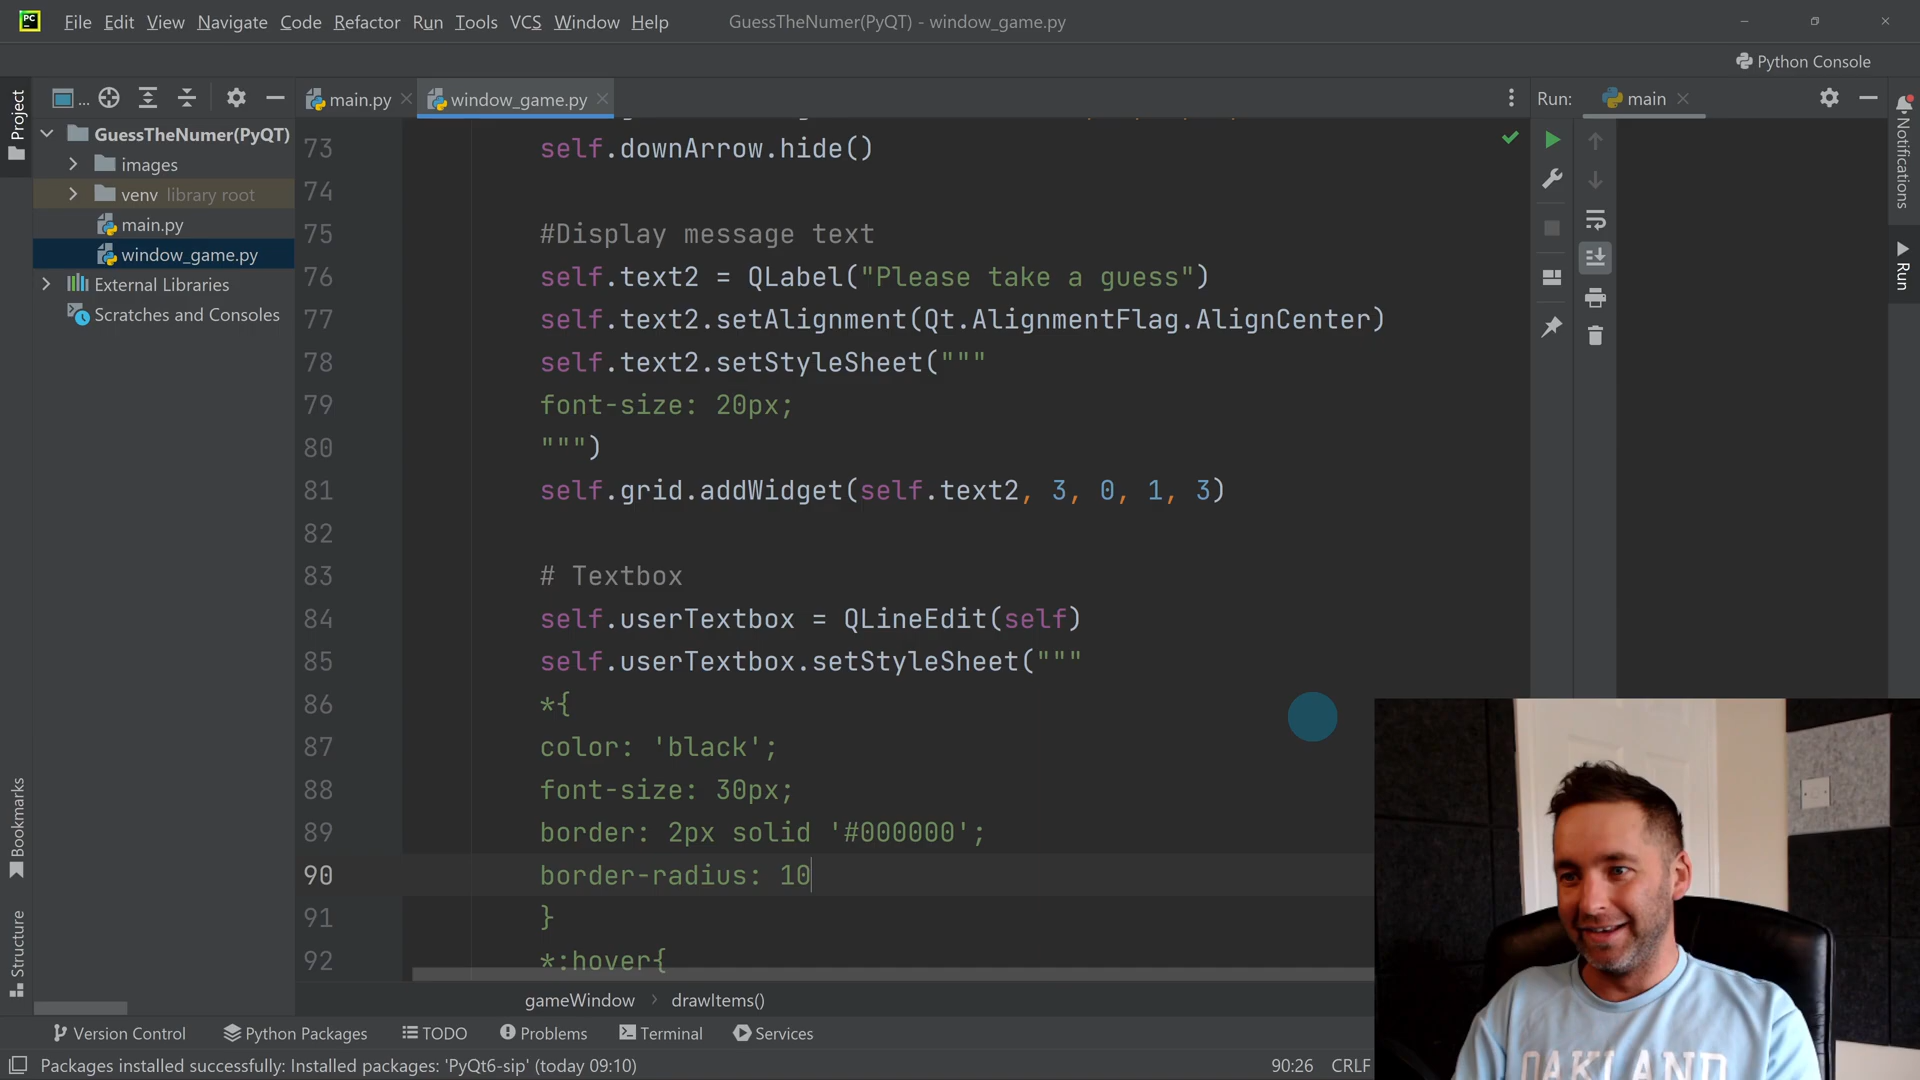 PC File Edit View Navigate Code Refactor Run Tools VCS Window Help GuessTheNumer(PyQT) - window_game.py
Python Console
Project
... main.py window_game.py Run: main
Notifications
Run
GuessTheNumer(PyQT)
images
venv library root
main.py
window_game.py
External Libraries
Scratches and Consoles
73 self.downArrow.hide()
74
75 #Display message text
76 self.text2 = QLabel("Please take a guess")
77 self.text2.setAlignment(Qt.AlignmentFlag.AlignCenter)
78 self.text2.setStyleSheet("""
79 font-size: 20px;
80 """)
81 self.grid.addWidget(self.text2, 3, 0, 1, 3)
82
83 # Textbox
84 self.userTextbox = QLineEdit(self)
85 self.userTextbox.setStyleSheet("""
86 *{
87 color: 'black';
88 font-size: 30px;
89 border: 2px solid '#000000';
90 border-radius: 10
91 }
92 *:hover{
Bookmarks
Structure
gameWindow > drawItems()
Version Control Python Packages TODO Problems Terminal Services
Packages installed successfully: Installed packages: 'PyQt6-sip' (today 09:10) 90:26 CRLF
OAKLAND